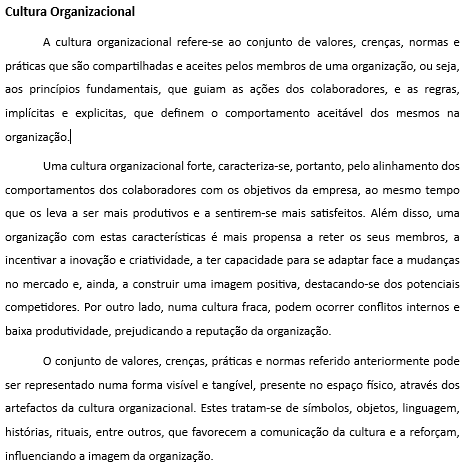 Cultura Organizacional
A cultura organizacional refere-se ao conjunto de valores, crenças, normas e
práticas que são compartilhadas e aceites pelos membros de uma organização, ou seja,
aos princípios fundamentais, que guiam as ações dos colaboradores, e as regras,
implícitas e explicitas, que definem o comportamento aceitável dos mesmos na
organização.
Uma cultura organizacional forte, caracteriza-se, portanto, pelo alinhamento dos
comportamentos dos colaboradores com os objetivos da empresa, ao mesmo tempo
que os leva a ser mais produtivos e a sentirem-se mais satisfeitos. Além disso, uma
organização com estas características é mais propensa a reter os seus membros, a
incentivar a inovação e criatividade, a ter capacidade para se adaptar face a mudanças
no mercado e, ainda, a construir uma imagem positiva, destacando-se dos potenciais
competidores. Por outro lado, numa cultura fraca, podem ocorrer conflitos internos e
baixa produtividade, prejudicando a reputação da organização.
O conjunto de valores, crenças, práticas e normas referido anteriormente pode
ser representado numa forma visível e tangível, presente no espaço físico, através dos
artefactos da cultura organizacional. Estes tratam-se de símbolos, objetos, linguagem,
histórias, rituais, entre outros, que favorecem a comunicação da cultura e a reforçam,
influenciando a imagem da organização.